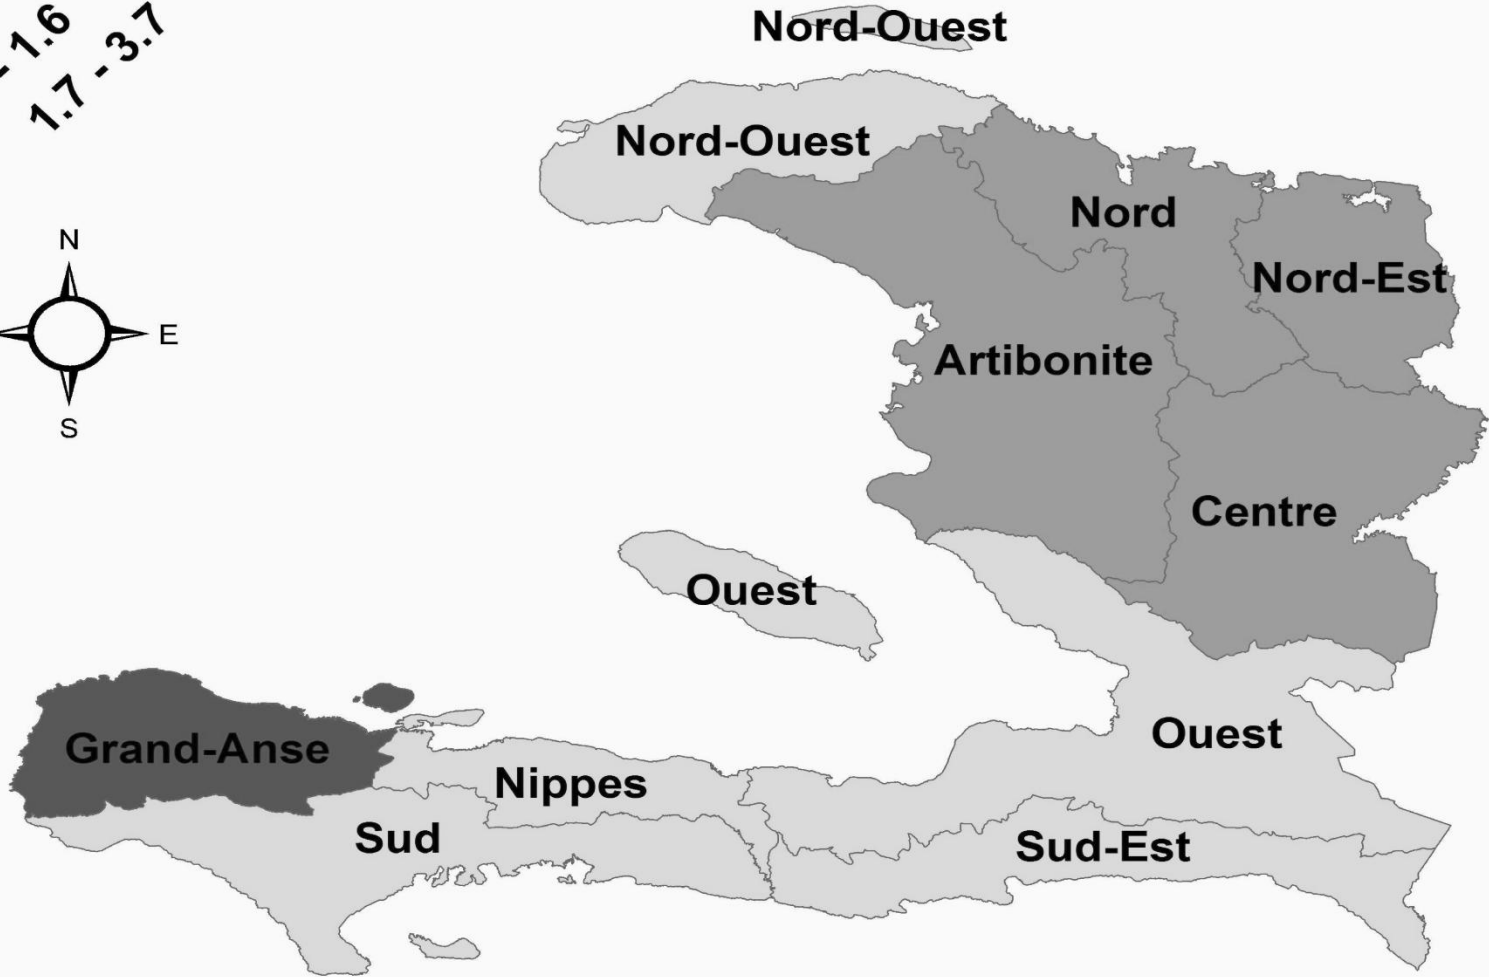 - 1.6
1.7 - 3.7
Nord-Ouest
Nord-Ouest
Nord
N
Nord-Est
E
Artibonite
S
Centre
Ouest
Ouest
Grand-Anse
Nippes
Sud
Sud-Est